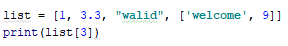 list = [1, 3.3, "walid", ['welcome', 9]]
print(list[3])